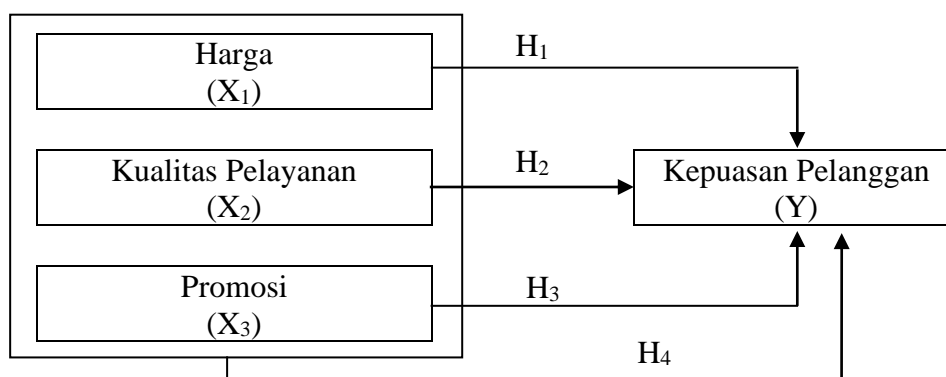 Harga
(X₁)
H₁
Kualitas Pelayanan
(X₂)
H₂
Kepuasan Pelanggan
(Y)
Promosi
(X₃)
H₃
H₄